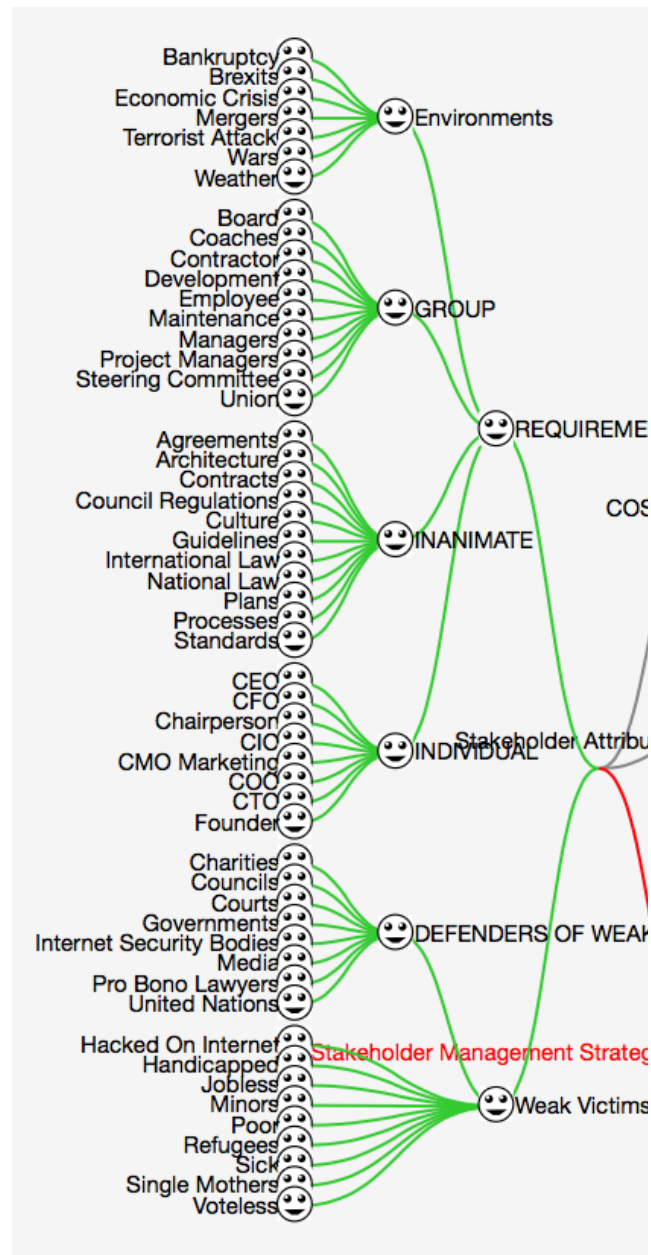 Bankruptcy
Brexits
Economic Crisis
Mergers
Environments
Terrorist Attack
Wars
Weather
Board
Coaches
Contractor
Development
Employee
GROUP
Maintenance
Managers
Project Managers
Steering Committee
Union
REQUIREME
Agreements
Architecture
Contracts
Council Regulations
COS
Culture
Guidelines
INANIMATE
International Law
National Law
Plans
Processes
Standards
CEO
CFO
Chairperson
CIO
Stakeholder Attribu
INDIVIDUAL
CMO Marketing
COO
CTO
Founder
Charities
Councils
Courts
Governments
DEFENDERS OF WEAK
Internet Security Bodies
Media
Pro Bono Lawyers
United Nations
Hacked On Internet
Stakeholder Management Strateg
Handicapped
Jobless
Minors
Weak Victims
Poor
Refugees
Sick
Single Mothers
Voteless